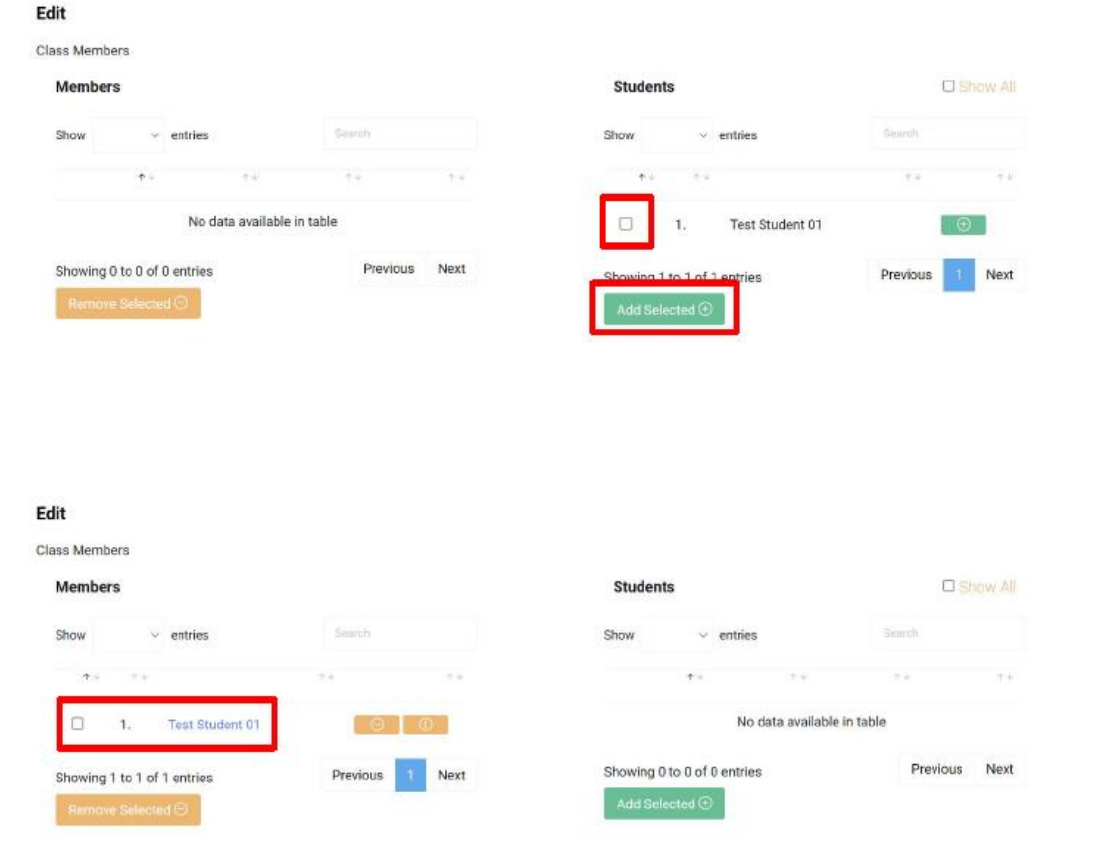 Edit
Class Members
Members
Students
Show All
Show entries
Search
Show entries
Search
No data available in table
1. Test Student 01
Showing 0 to 0 of 0 entries
Previous Next
Showing 1 to 1 of 1 entries
Previous 1 Next
Remove Selected
Add Selected
Edit
Class Members
Members
Students
Show All
Show entries
Search
Show entries
Search
1. Test Student 01
No data available in table
Showing 1 to 1 of 1 entries
Previous 1 Next
Showing 0 to 0 of 0 entries
Previous Next
Remove Selected
Add Selected